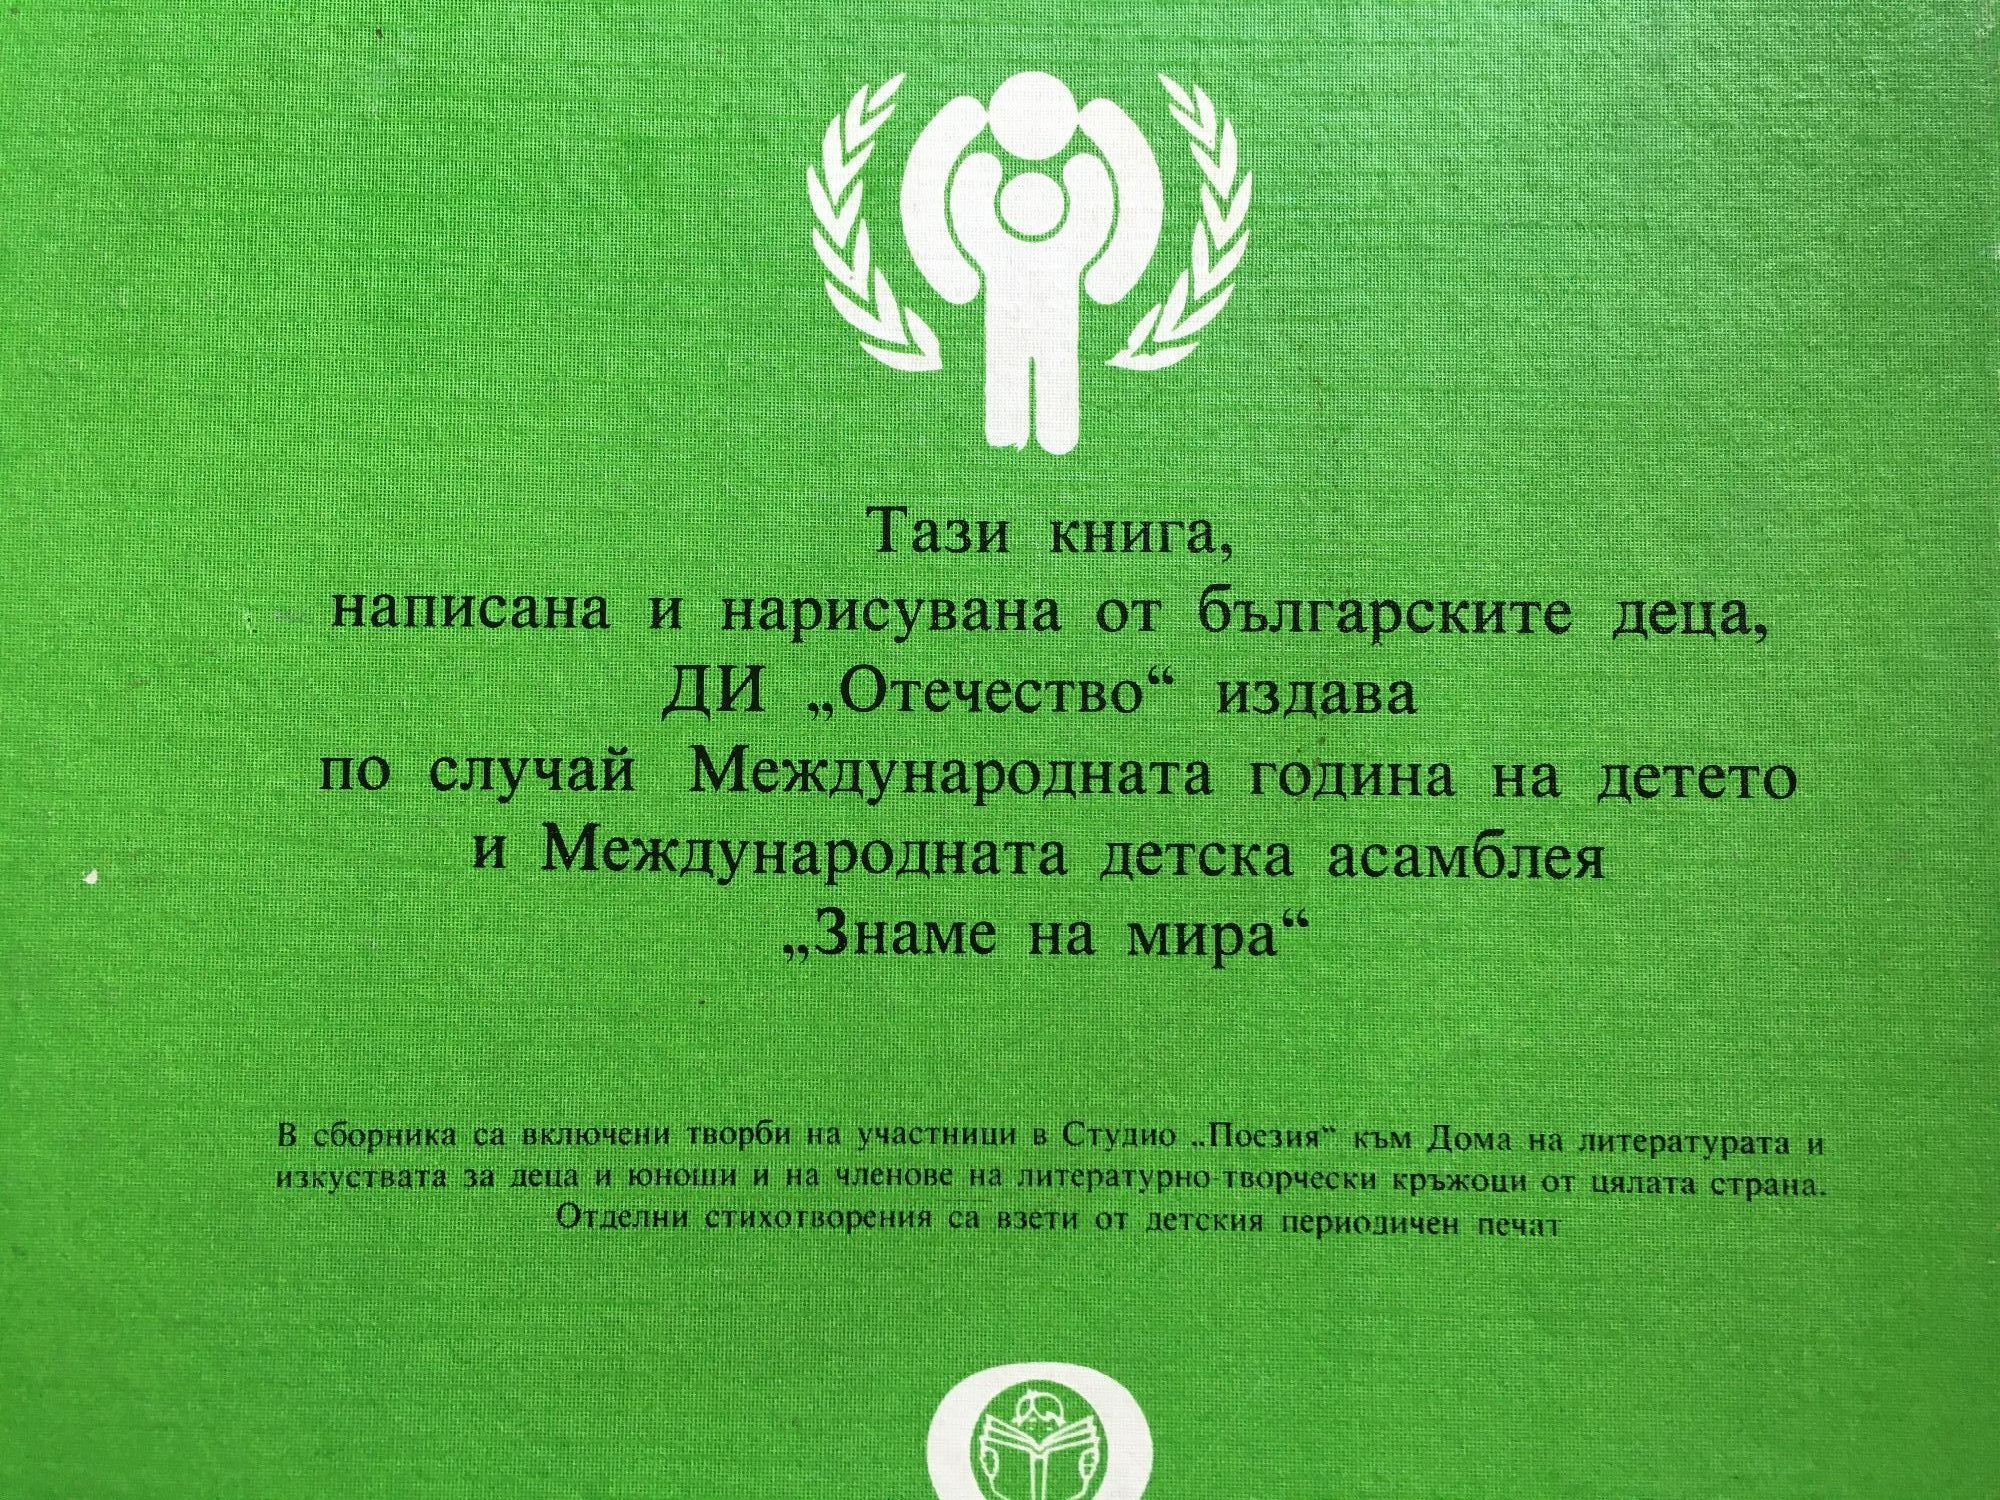 Тази книга,
написана и нарисувана от българските деца,
ДИ „Отечество“ издава
по случай Международната година на детето
и Международната детска асамблея
„Знаме на мира“
В сборника са включени творби на участници в Студио „Поезия“ към Дома на литературата и
изкуствата за деца и юноши и на членове на литературно-творчески кръжоци от цялата страна.
Отделни стихотворения са взети от детския периодичен печат